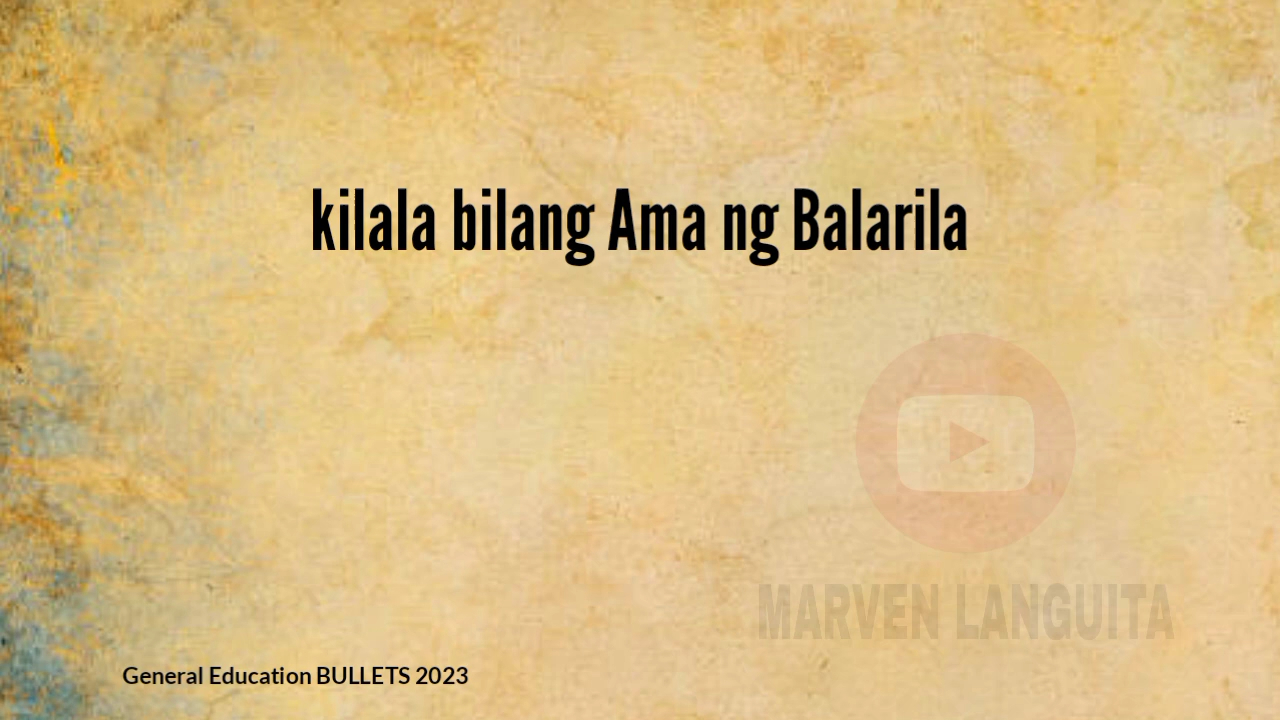 kilala bilang Ama ng Balarila
MARVEN LANGUITA
General Education BULLETS 2023